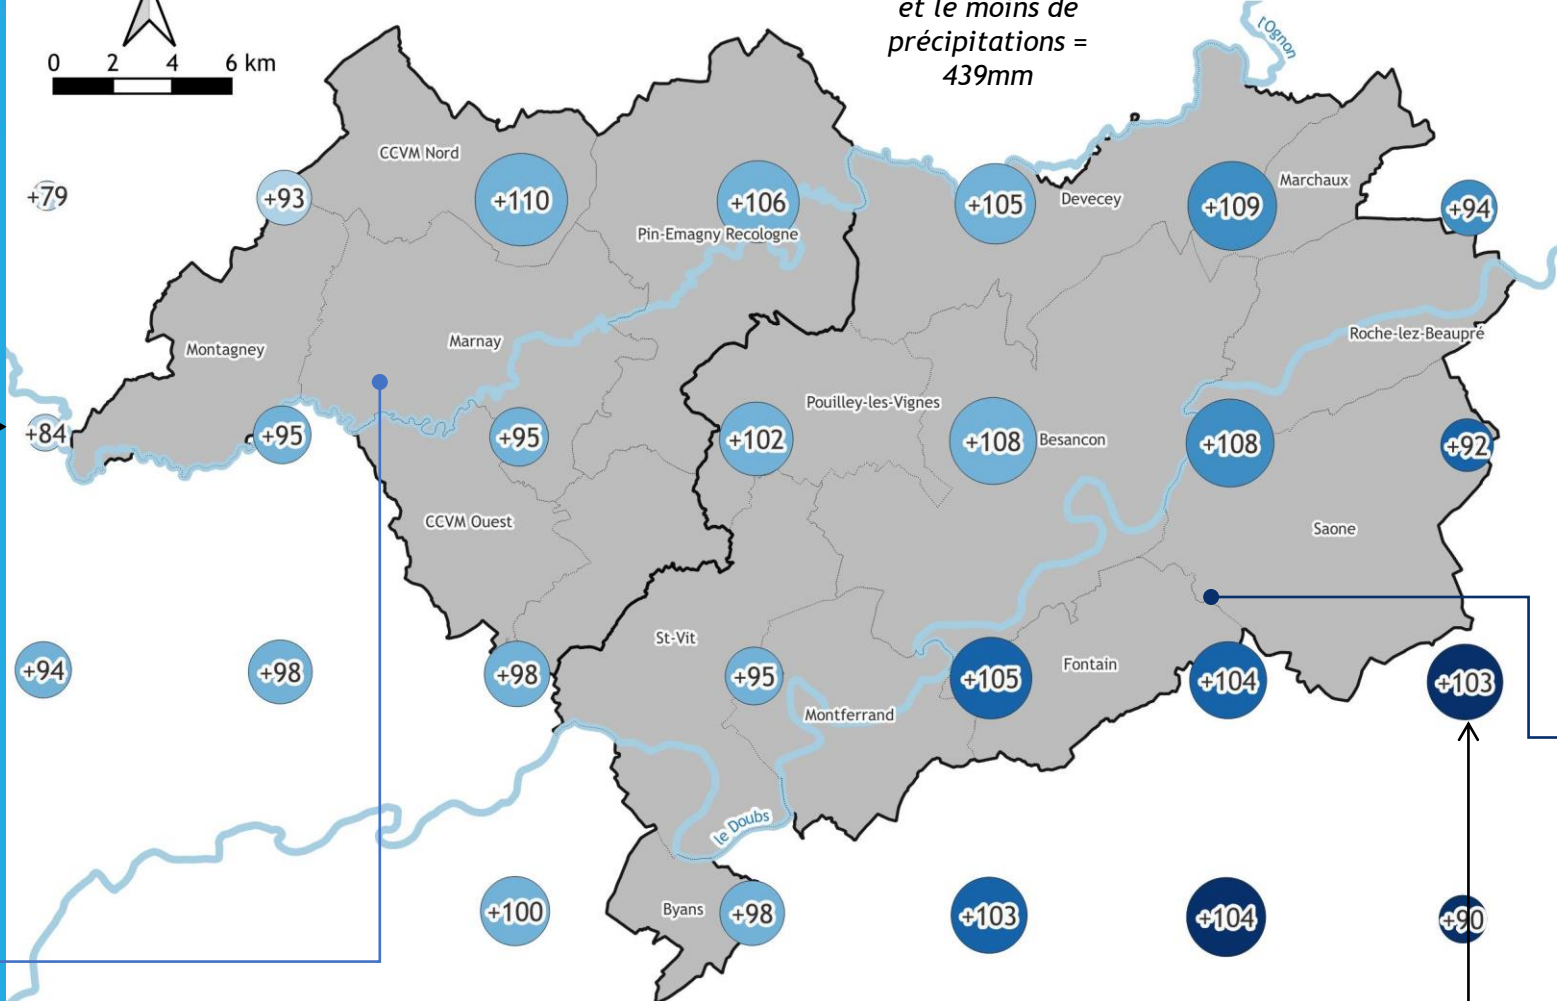 et le moins de
précipitations =
439mm
0 2 4 6 km
l'Ognon
CCVM Nord
Marchaux
+79
+93
+110
+106
+105
Devecey
+109
+94
Pin-Emagny Recologne
Montagney
Marnay
Roche-lez-Beaupré
Pouilley-les-Vignes
+84
+95
+95
+102
+108
Besancon
+108
+92
CCVM Ouest
Saone
St-Vit
Fontain
+94
+98
+98
+95
+105
+104
+103
Montferrand
le Doubs
+100
Byans
+98
+103
+104
+90